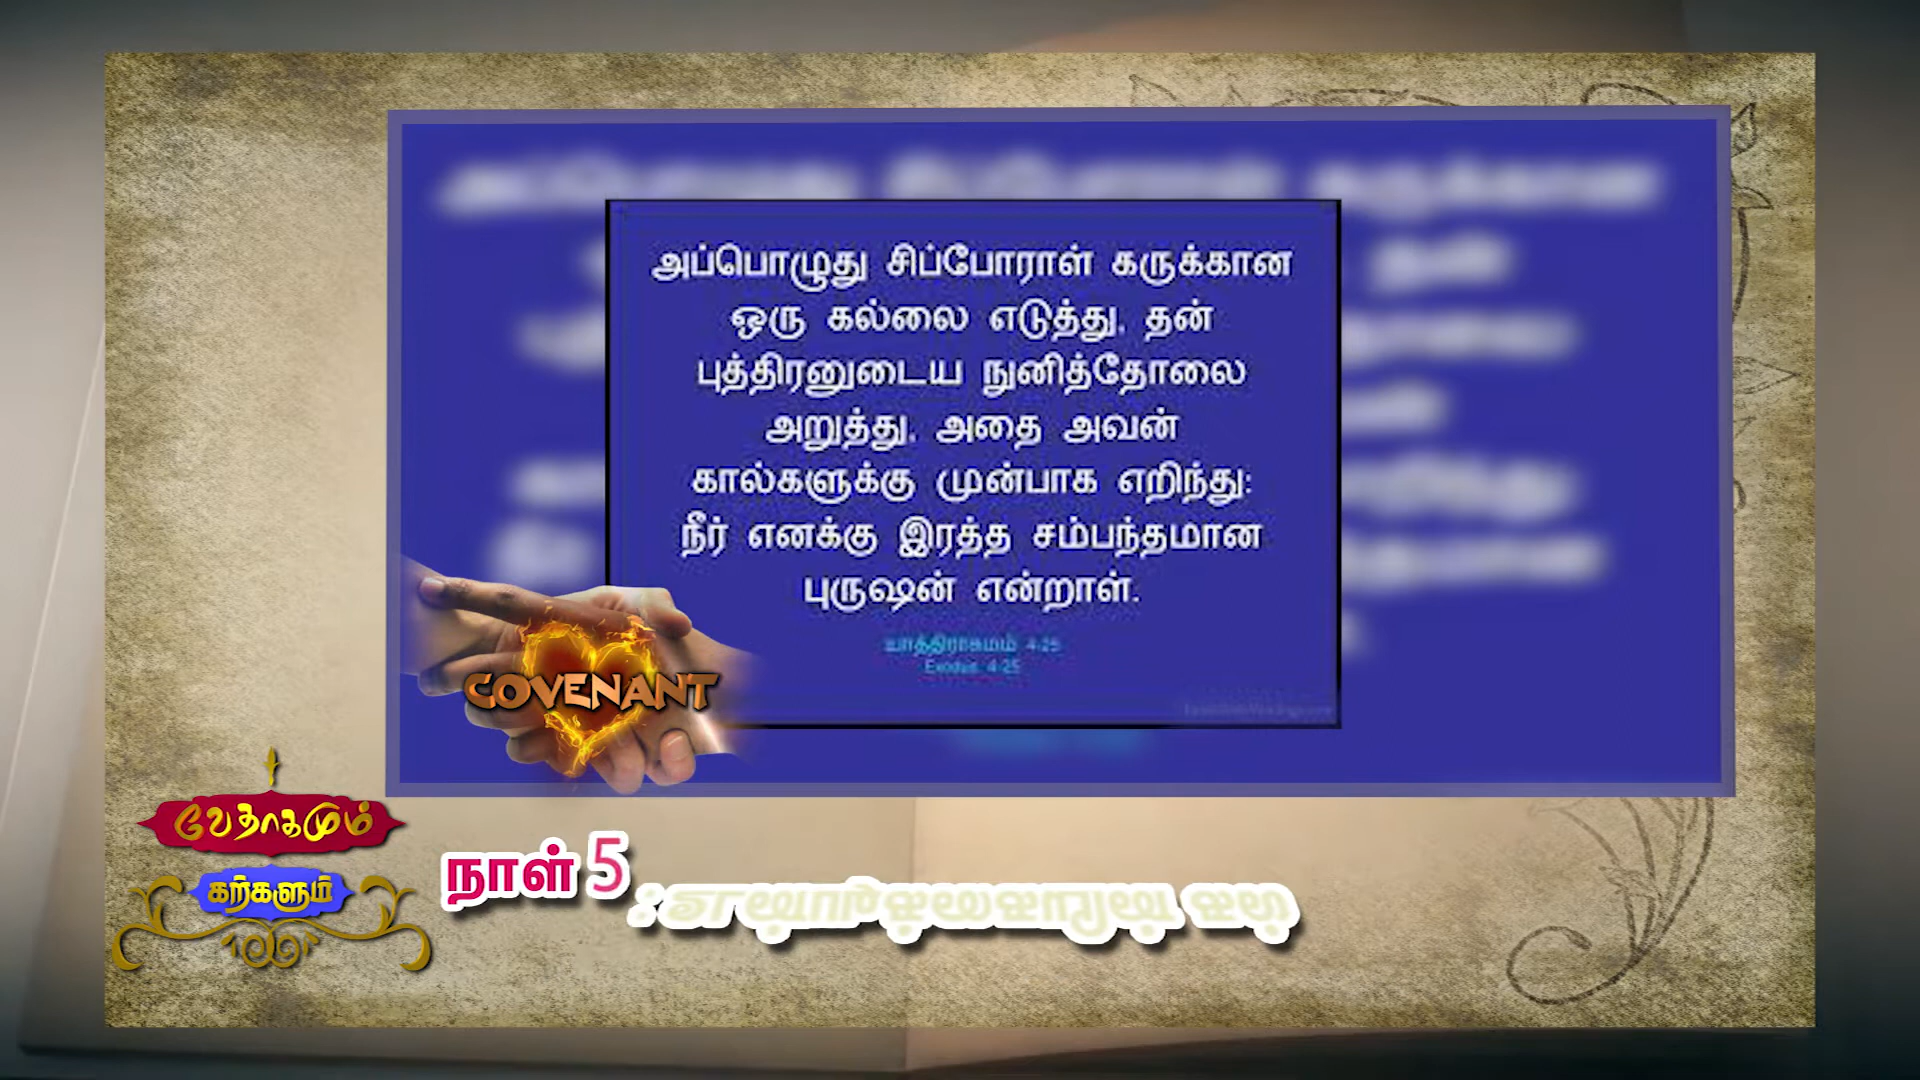 அப்பொழுது சிப்போராள் கருக்கான
ஒரு கல்லை எடுத்து, தன்
புத்திரனுடைய நுனித்தோலை
அறுத்து, அதை அவன்
கால்களுக்கு முன்பாக எறிந்து:
நீர் எனக்கு இரத்த சம்பந்தமான
புருஷன் என்றாள்.
யாத்திராகமம் 4:25
Exodus 4:25
COVENANT
வேதாகமும்
கற்களும்
நாள் 5